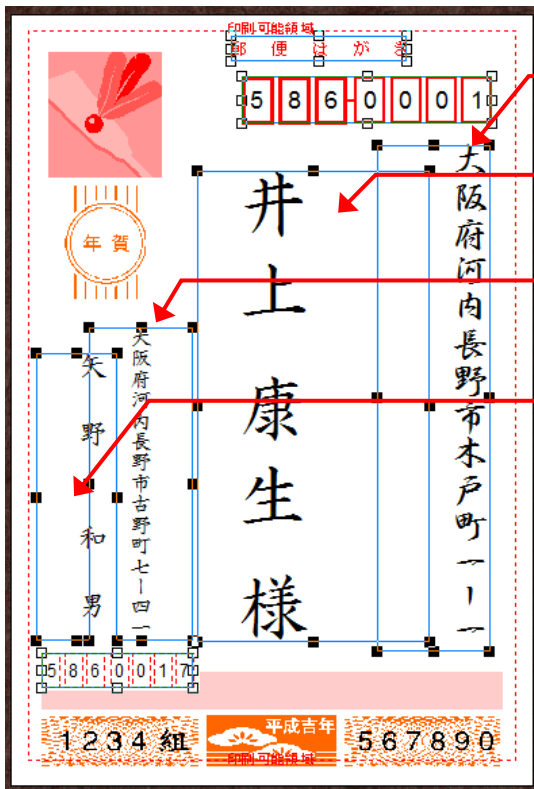 印刷可能領域
郵便はがき
586-0001
大阪府河内長野市木戸町一ー一
井上康生様
年賀
大阪府河内長野市古野町七ー四一
矢野和男
5860017
平成吉年
1234組
567890
印刷可能領域